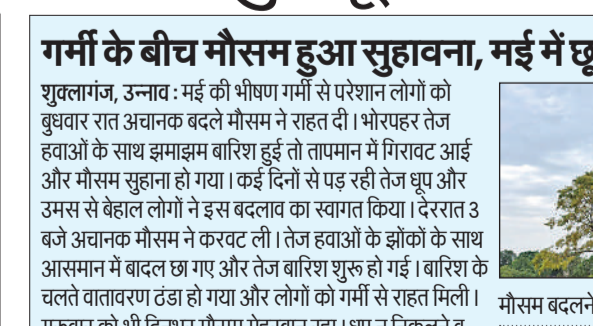 गर्मी के बीच मौसम हुआ सुहावना, मई में
शुक्लागंज, उन्नाव : मई की भीषण गर्मी से परेशान लोगों को
बुधवार रात अचानक बदले मौसम ने राहत दी। भोरपहर तेज
हवाओं के साथ झमाझम बारिश हुई तो तापमान में गिरावट आई
और मौसम सुहाना हो गया। कई दिनों से पड़ रही तेज धूप और
उमस से बेहाल लोगों ने इस बदलाव का स्वागत किया। देररात 3
बजे अचानक मौसम ने करवट ली। तेज हवाओं के झोंकों के साथ
आसमान में बादल छा गए और तेज बारिश शुरू हो गई। बारिश के
चलते वातावरण ठंडा हो गया और लोगों को गर्मी से राहत मिली।
मौसम बदलने